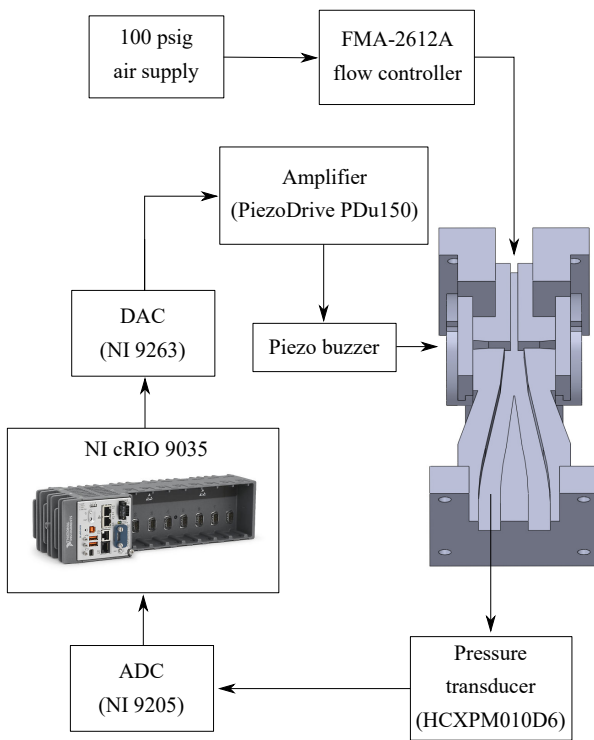 100 psig
air supply
FMA-2612A
flow controller
Amplifier
(PiezoDrive PDu150)
DAC
(NI 9263)
Piezo buzzer
NI cRIO 9035
ADC
(NI 9205)
Pressure
transducer
(HCXPM010D6)